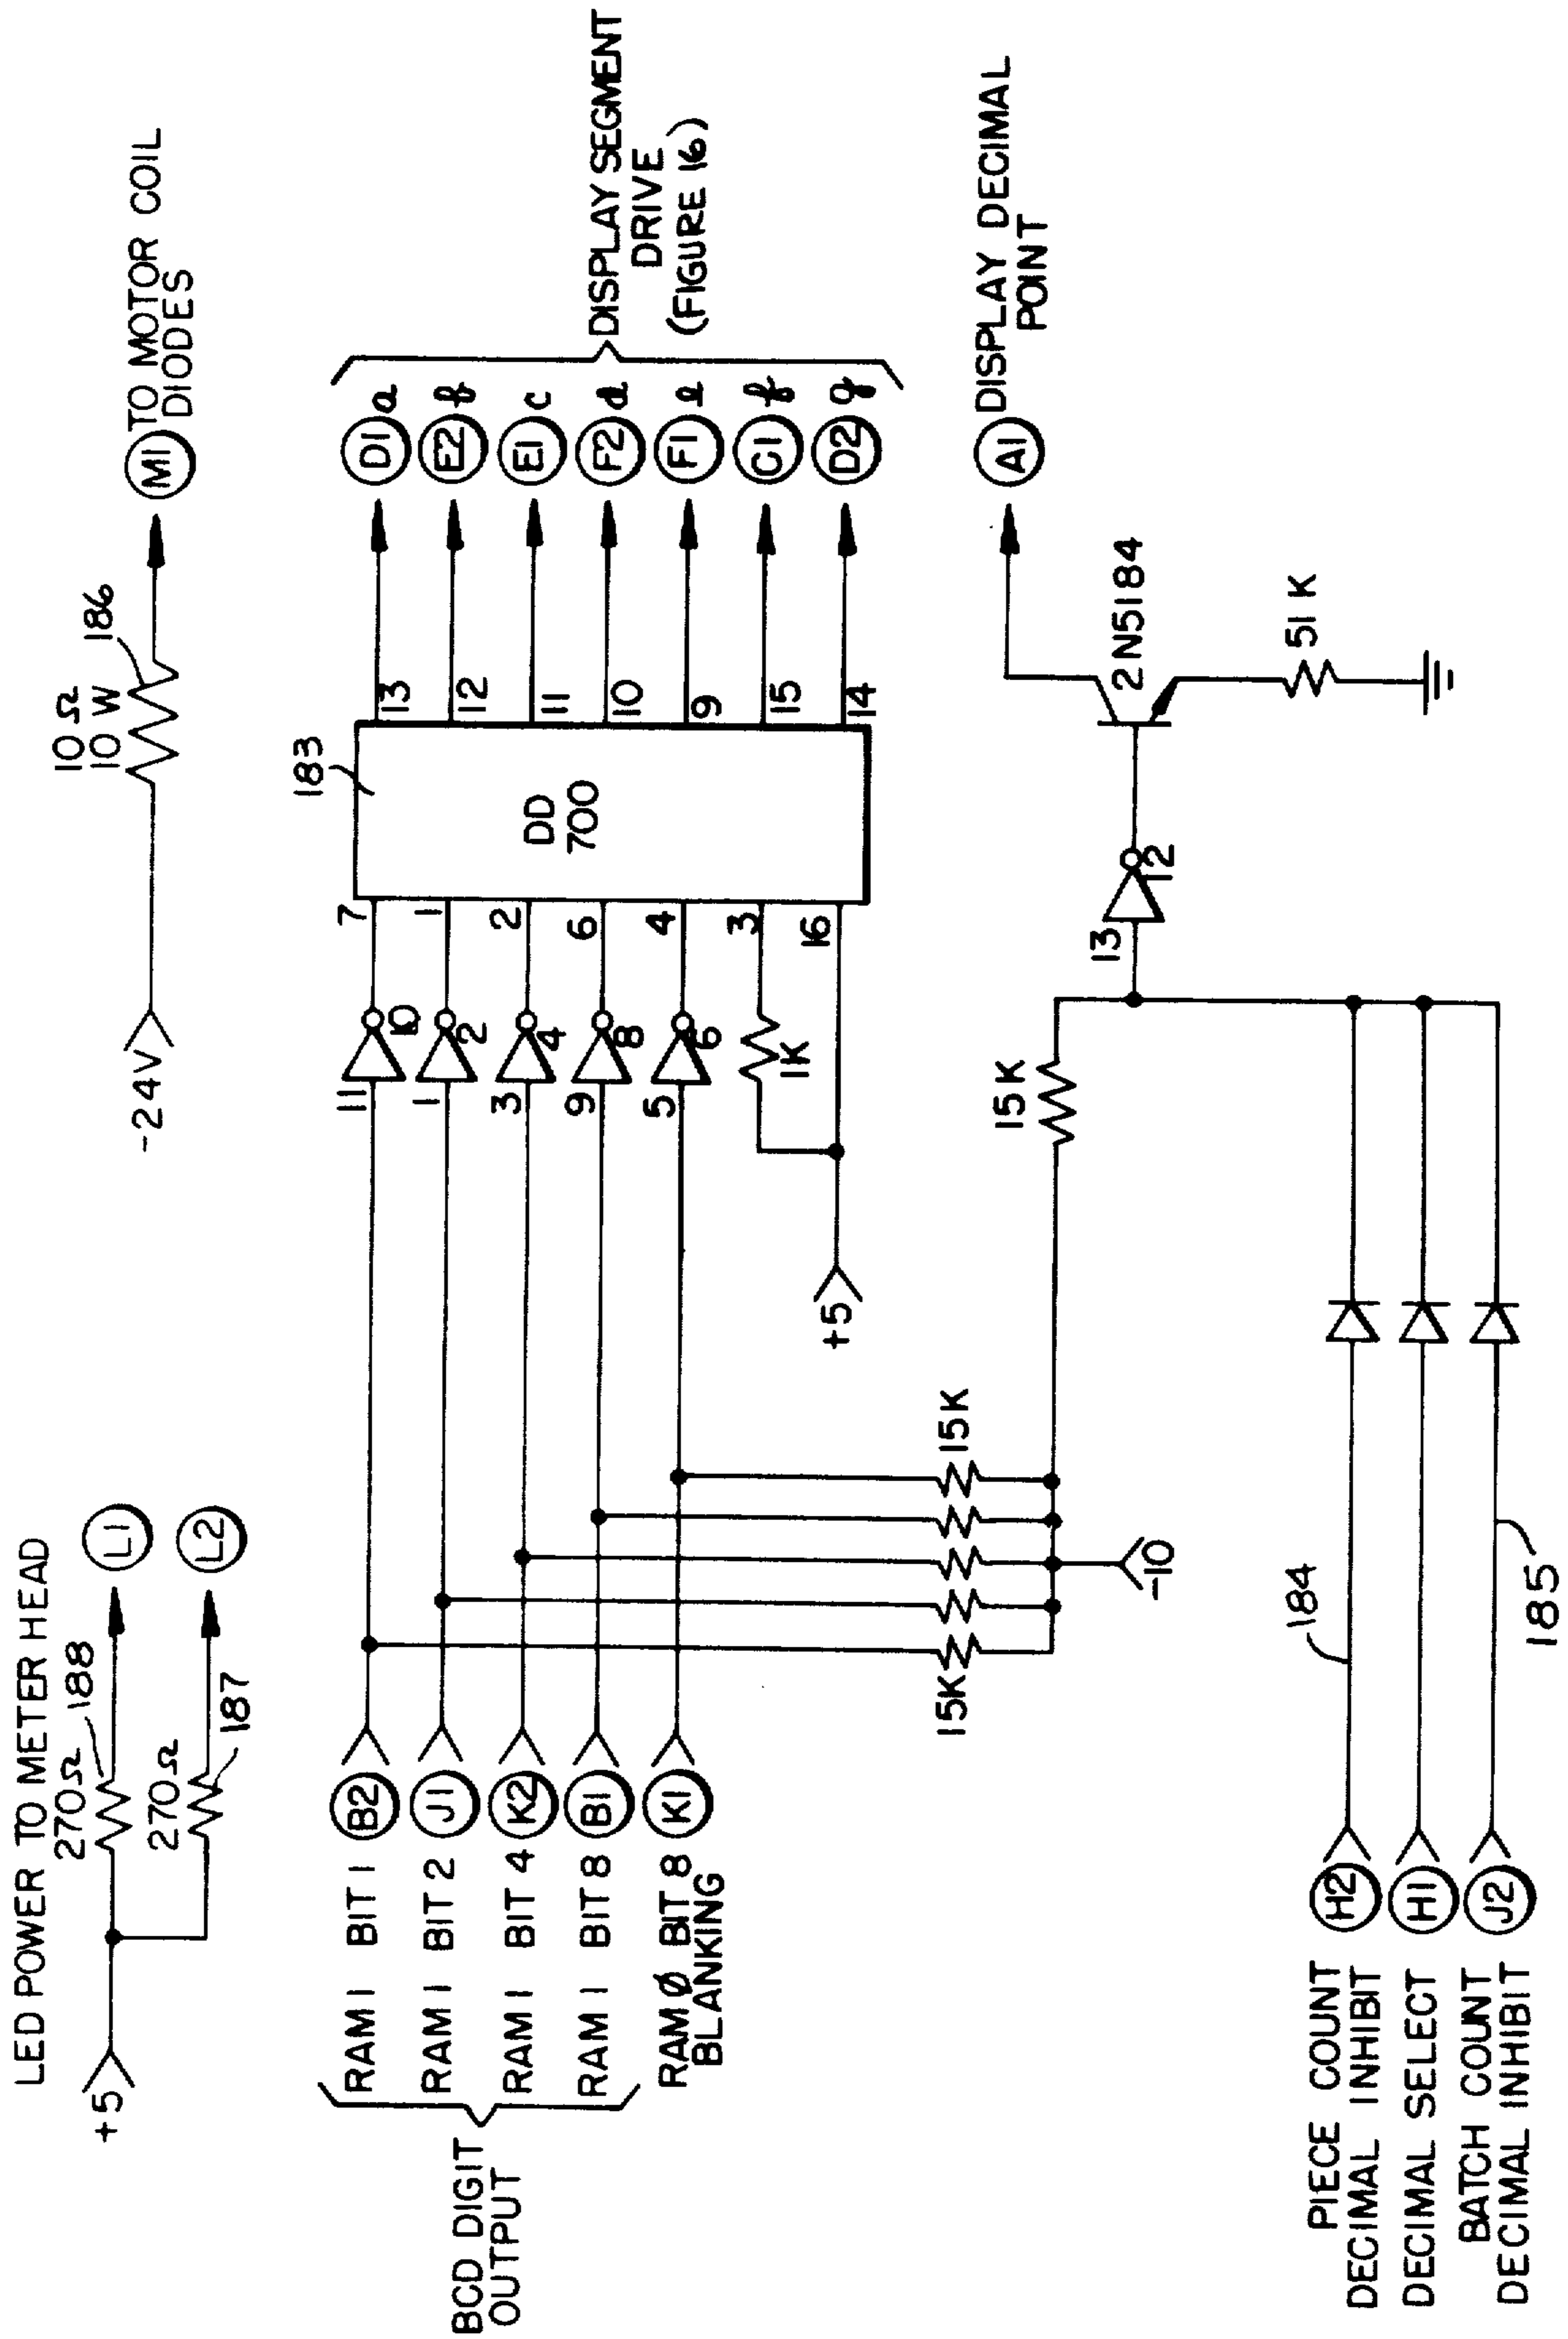 LED POWER TO METER HEAD
+5
270Ω
188
L1
270Ω
187
L2
-24V
10 Ω
10 W
186
M1
TO MOTOR COIL
DIODES
BCD DIGIT
OUTPUT
RAM 1 BIT 1
B2
11
10
7
RAM 1 BIT 2
J1
1
2
1
RAM 1 BIT 4
K2
3
4
2
RAM 1 BIT 8
B1
9
8
6
RAM Ø BIT 8
BLANKING
K1
5
6
4
1K
3
16
+5
183
DD
700
13
D1
a
12
E2
b
11
E1
c
10
F2
d
9
F1
e
15
C1
f
14
D2
g
DISPLAY SEGMENT
DRIVE
(FIGURE 16)
15K
15K
-10
15K
13
12
2N5184
51 K
A1
DISPLAY DECIMAL
POINT
PIECE COUNT
DECIMAL INHIBIT
H2
184
DECIMAL SELECT
H1
BATCH COUNT
DECIMAL INHIBIT
J2
185